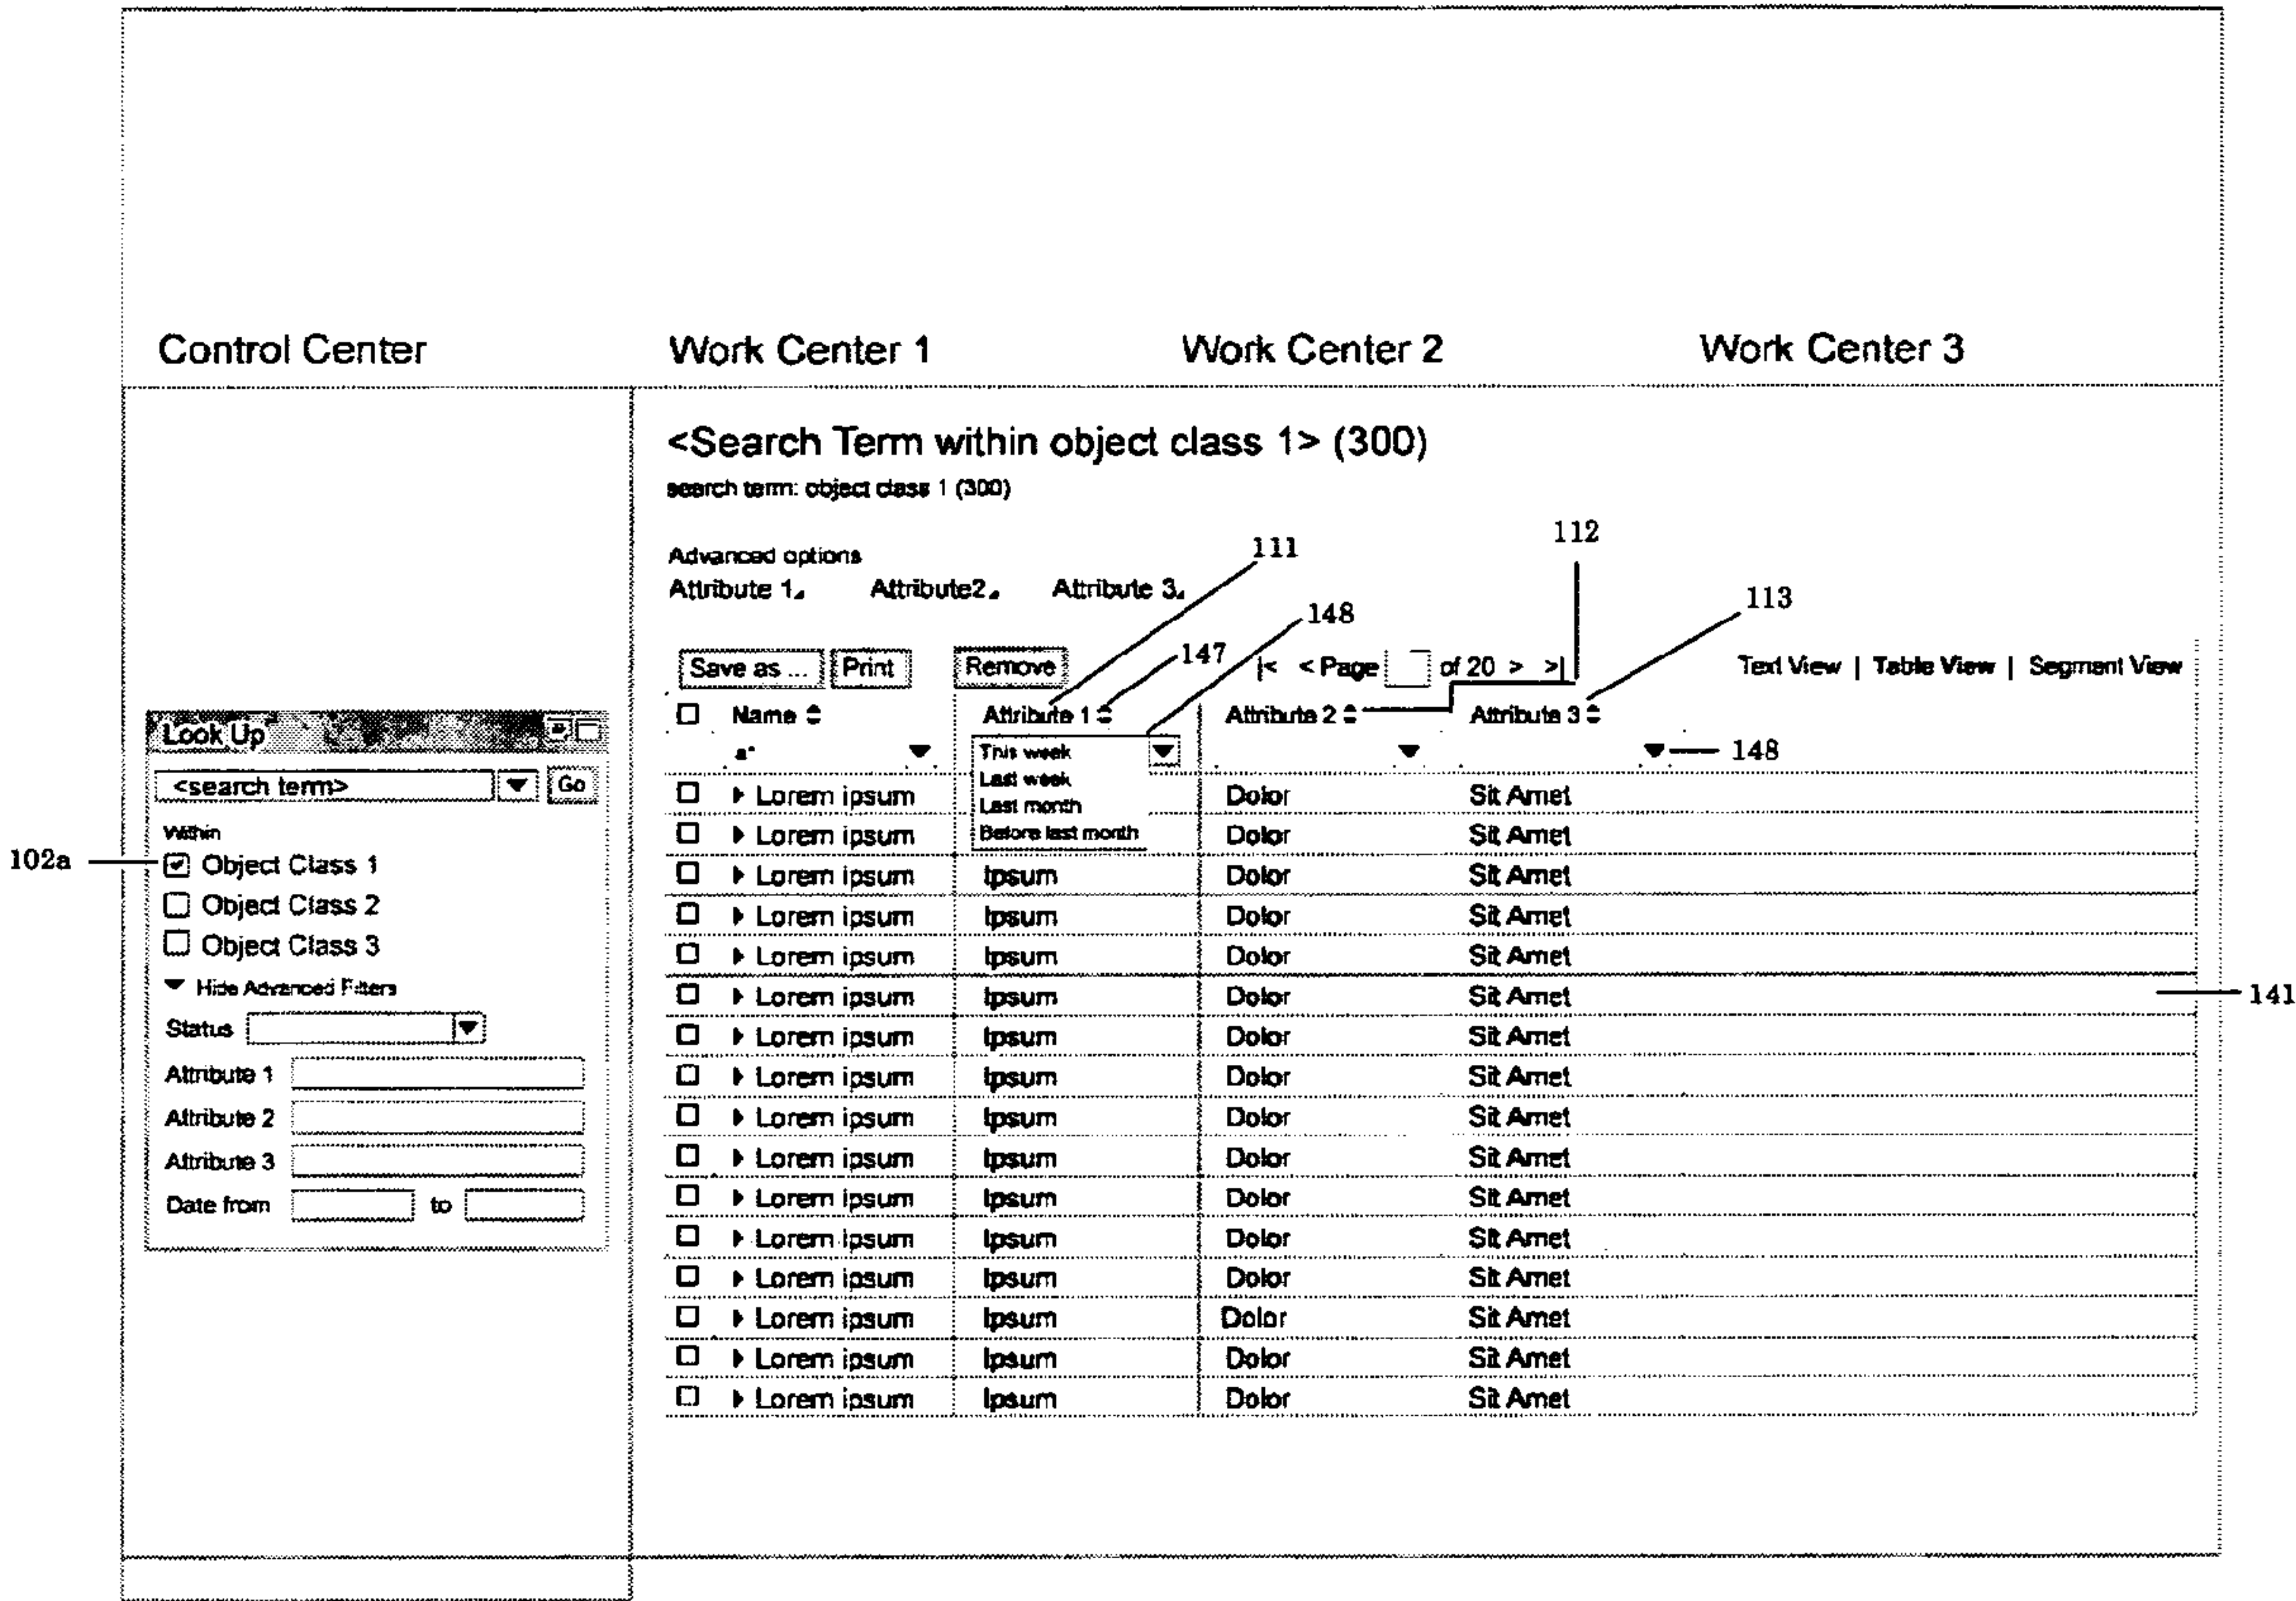 Control Center Work Center 1 Work Center 2 Work Center 3
<Search Term within object class 1> (300)
search term: object class 1 (300)
112
111
Advanced options
Attribute 1 Attribute2 Attribute 3
113
148
147
Save as ... Print Remove |< < Page of 20 > >| Text View | Table View | Segment View
Name Attribute 1 Attribute 2 Attribute 3
a* 148
This week
Last week
Last month
Before last month
Lorem ipsum Dolor Sit Amet
Lorem ipsum Dolor Sit Amet
Lorem ipsum Ipsum Dolor Sit Amet
Lorem ipsum Ipsum Dolor Sit Amet
Lorem ipsum Ipsum Dolor Sit Amet
Lorem ipsum Ipsum Dolor Sit Amet
141
Lorem ipsum Ipsum Dolor Sit Amet
Lorem ipsum Ipsum Dolor Sit Amet
Lorem ipsum Ipsum Dolor Sit Amet
Lorem ipsum Ipsum Dolor Sit Amet
Lorem ipsum Ipsum Dolor Sit Amet
Lorem ipsum Ipsum Dolor Sit Amet
Lorem ipsum Ipsum Dolor Sit Amet
Lorem ipsum Ipsum Dolor Sit Amet
Lorem ipsum Ipsum Dolor Sit Amet
Lorem ipsum Ipsum Dolor Sit Amet
Look Up
<search term> Go
Within
102a
Object Class 1
Object Class 2
Object Class 3
Hide Advanced Filters
Status
Attribute 1
Attribute 2
Attribute 3
Date from to